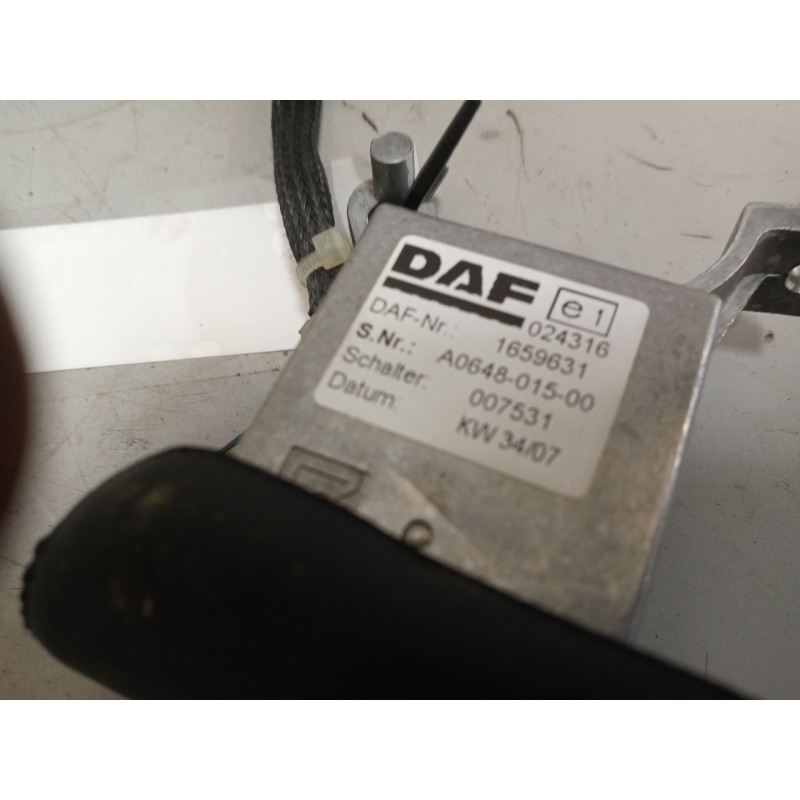 DAF e1
024316
DAF-Nr.: 1659631
S.Nr.: A0648-015-00
Schalter: 007531
Datum: KW 34/07